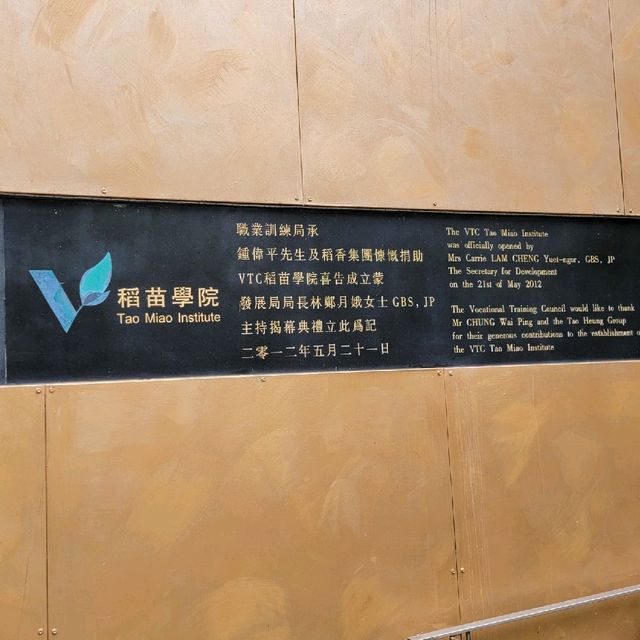 稻苗學院
Tao Miao Institute
職業訓練局承
鍾偉平先生及稻香集團慷慨捐助
VTC稻苗學院喜告成立蒙
發展局局長林鄭月娥女士GBS, JP
主持揭幕典禮立此爲記
二零一二年五月二十一日
The VTC Tao Miao Institute
was officially opened by
Mrs Carrie LAM CHENG Yuet-ngor, GBS, JP
The Secretary for Development
on the 21st of May 2012
The Vocational Training Council would like to thank
Mr CHUNG Wai Ping and the Tao Heung Group
for their generous contributions to the establishment o
the VTC Tao Miao Institute